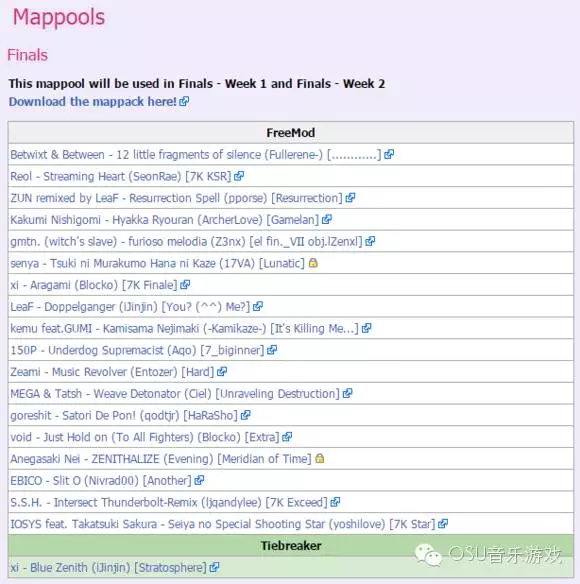 Mappools
Finals
This mappool will be used in Finals - Week 1 and Finals - Week 2
Download the mappack here!
FreeMod
Betwixt & Between - 12 little fragments of silence (Fullerene-) [............]
Reol - Streaming Heart (SeonRae) [7K KSR]
ZUN remixed by LeaF - Resurrection Spell (pporse) [Resurrection]
Kakumi Nishigomi - Hyakka Ryouran (ArcherLove) [Gamelan]
gmtn. (witch's slave) - furioso melodia (Z3nx) [el fin._VII obj.lZenxl]
senya - Tsuki ni Murakumo Hana ni Kaze (17VA) [Lunatic]
xi - Aragami (Blocko) [7K Finale]
LeaF - Doppelganger (iJinjin) [You? (^^) Me?]
kemu feat.GUMI - Kamisama Nejimaki (-Kamikaze-) [It's Killing Me...]
150P - Underdog Supremacist (Aqo) [7_biginner]
Zeami - Music Revolver (Entozer) [Hard]
MEGA & Tatsh - Weave Detonator (Ciel) [Unraveling Destruction]
goreshit - Satori De Pon! (qodtjr) [HaRaSho]
void - Just Hold on (To All Fighters) (Blocko) [Extra]
Anegasaki Nei - ZENITHALIZE (Evening) [Meridian of Time]
EBICO - Slit O (Nivrad00) [Another]
S.S.H. - Intersect Thunderbolt-Remix (ljqandylee) [7K Exceed]
IOSYS feat. Takatsuki Sakura - Seiya no Special Shooting Star (yoshilove) [7K Star]
Tiebreaker
xi - Blue Zenith (iJinjin) [Stratosphere]
OSU音乐游戏